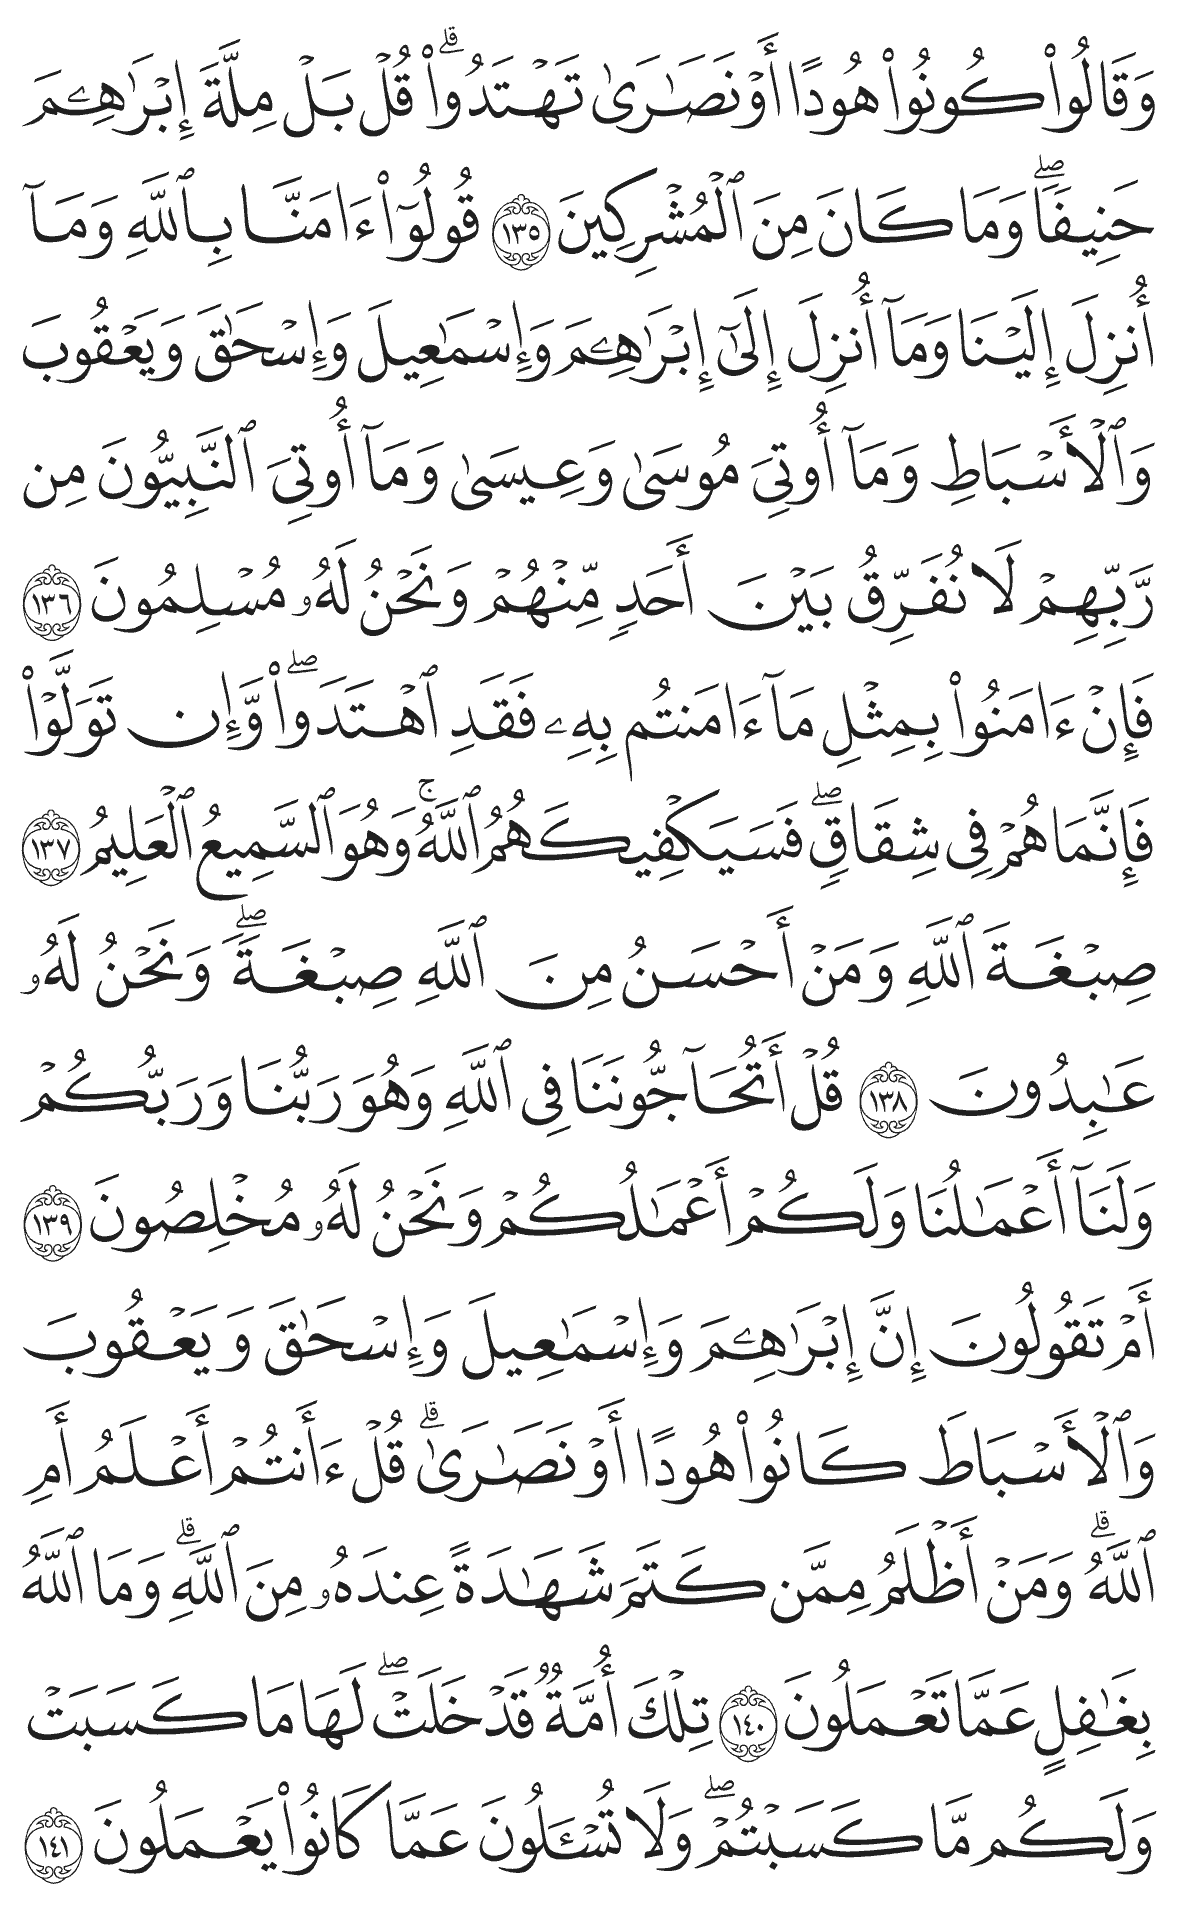 وَقَالُوا۟ كُونُوا۟ هُودًا أَوْ نَصَـٰرَىٰ تَهْتَدُوا۟ ۗ قُلْ بَلْ مِلَّةَ إِبْرَٰهِـۧمَ
حَنِيفًا ۖ وَمَا كَانَ مِنَ ٱلْمُشْرِكِينَ ١٣٥ قُولُوٓا۟ ءَامَنَّا بِٱللَّهِ وَمَآ
أُنزِلَ إِلَيْنَا وَمَآ أُنزِلَ إِلَىٰٓ إِبْرَٰهِـۧمَ وَإِسْمَـٰعِيلَ وَإِسْحَـٰقَ وَيَعْقُوبَ
وَٱلْأَسْبَاطِ وَمَآ أُوتِىَ مُوسَىٰ وَعِيسَىٰ وَمَآ أُوتِىَ ٱلنَّبِيُّونَ مِن
رَّبِّهِمْ لَا نُفَرِّقُ بَيْنَ أَحَدٍ مِّنْهُمْ وَنَحْنُ لَهُۥ مُسْلِمُونَ ١٣٦
فَإِنْ ءَامَنُوا۟ بِمِثْلِ مَآ ءَامَنتُم بِهِۦ فَقَدِ ٱهْتَدَوا۟ ۖ وَّإِن تَوَلَّوْا۟
فَإِنَّمَا هُمْ فِى شِقَاقٍ ۖ فَسَيَكْفِيكَهُمُ ٱللَّهُ ۚ وَهُوَ ٱلسَّمِيعُ ٱلْعَلِيمُ ١٣٧
صِبْغَةَ ٱللَّهِ وَمَنْ أَحْسَنُ مِنَ ٱللَّهِ صِبْغَةً ۖ وَنَحْنُ لَهُۥ
عَـٰبِدُونَ ١٣٨ قُلْ أَتُحَآجُّونَنَا فِى ٱللَّهِ وَهُوَ رَبُّنَا وَرَبُّكُمْ
وَلَنَآ أَعْمَـٰلُنَا وَلَكُمْ أَعْمَـٰلُكُمْ وَنَحْنُ لَهُۥ مُخْلِصُونَ ١٣٩
أَمْ تَقُولُونَ إِنَّ إِبْرَٰهِـۧمَ وَإِسْمَـٰعِيلَ وَإِسْحَـٰقَ وَيَعْقُوبَ
وَٱلْأَسْبَاطَ كَانُوا۟ هُودًا أَوْ نَصَـٰرَىٰ ۗ قُلْ ءَأَنتُمْ أَعْلَمُ أَمِ
ٱللَّهُ ۗ وَمَنْ أَظْلَمُ مِمَّن كَتَمَ شَهَـٰدَةً عِندَهُۥ مِنَ ٱللَّهِ ۗ وَمَا ٱللَّهُ
بِغَـٰفِلٍ عَمَّا تَعْمَلُونَ ١٤٠ تِلْكَ أُمَّةٌ قَدْ خَلَتْ ۖ لَهَا مَا كَسَبَتْ
وَلَكُم مَّا كَسَبْتُمْ ۖ وَلَا تُسْـَٔلُونَ عَمَّا كَانُوا۟ يَعْمَلُونَ ١٤١